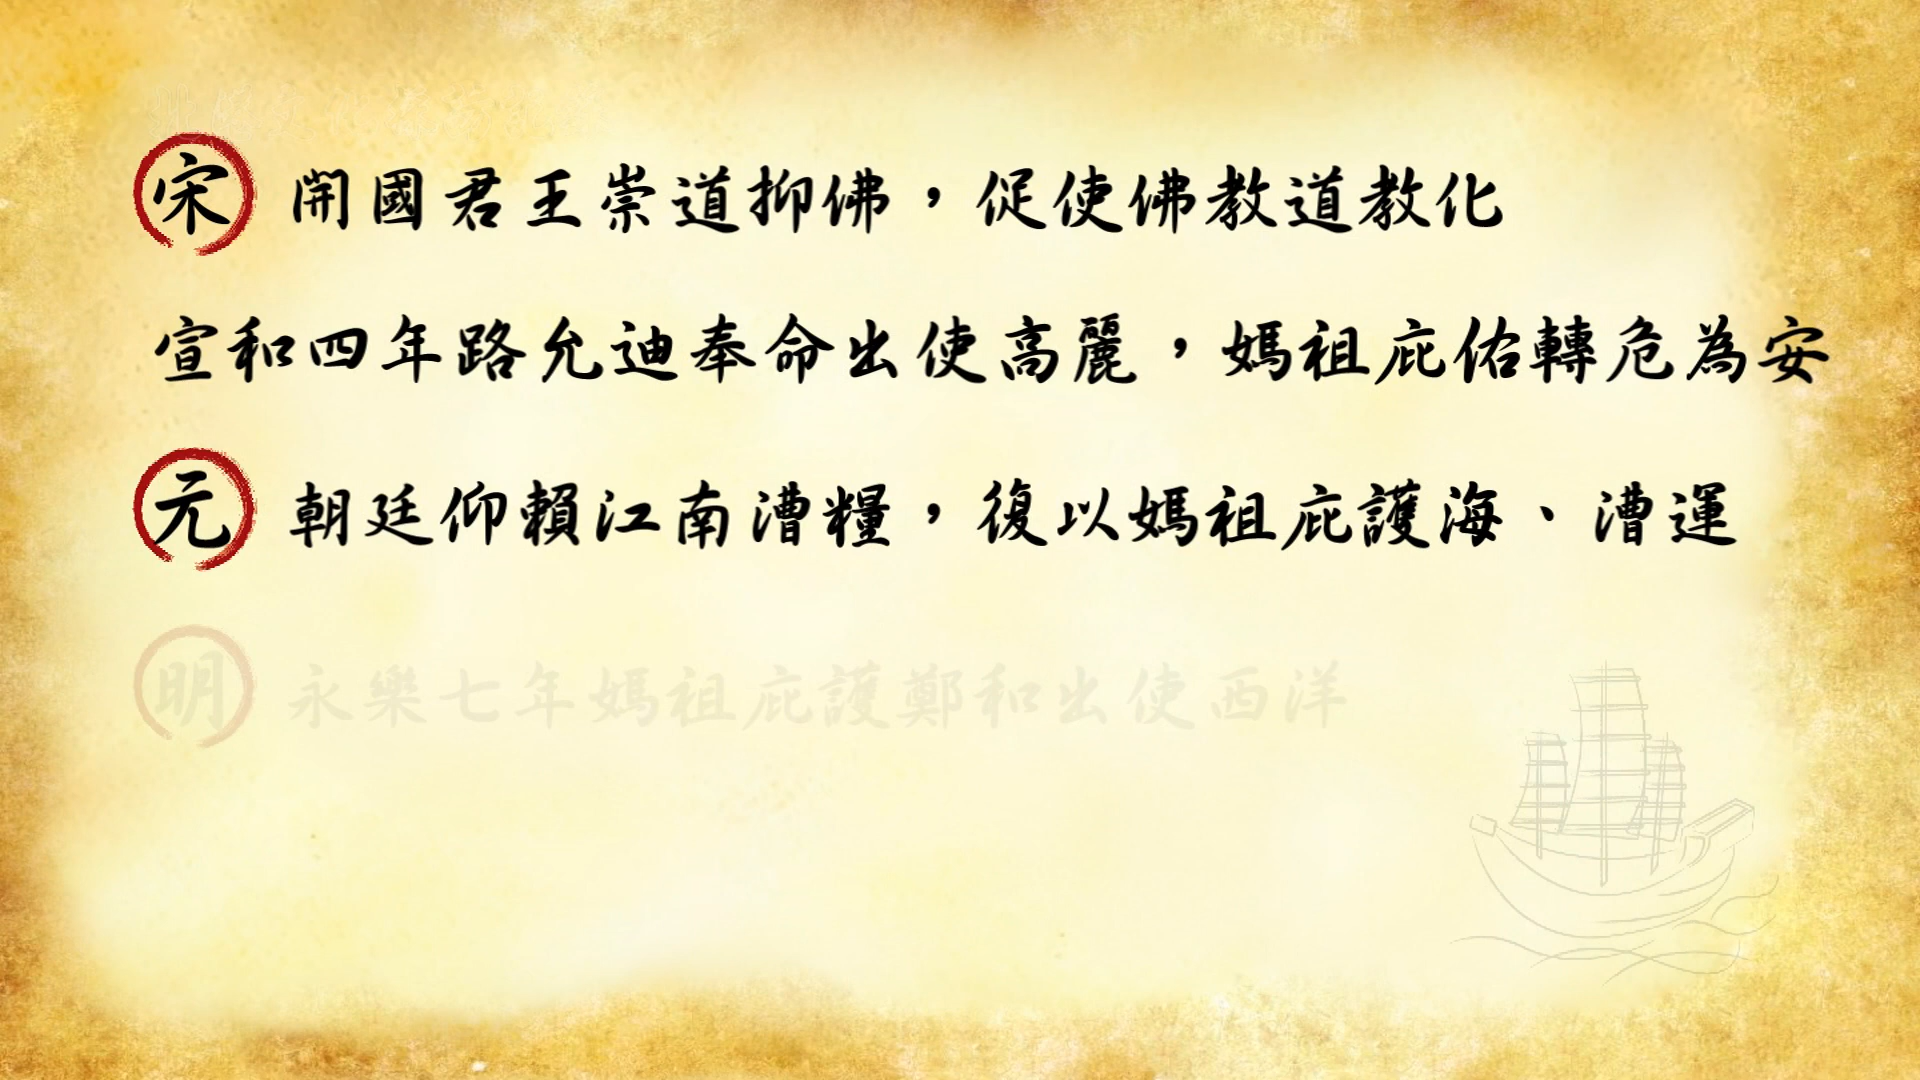 宋 開國君王崇道抑佛，促使佛教道教化
宣和四年路允迪奉命出使高麗，媽祖庇佑轉危為安
元 朝廷仰賴江南漕糧，復以媽祖庇護海、漕運
明 永樂七年媽祖庇護鄭和出使西洋